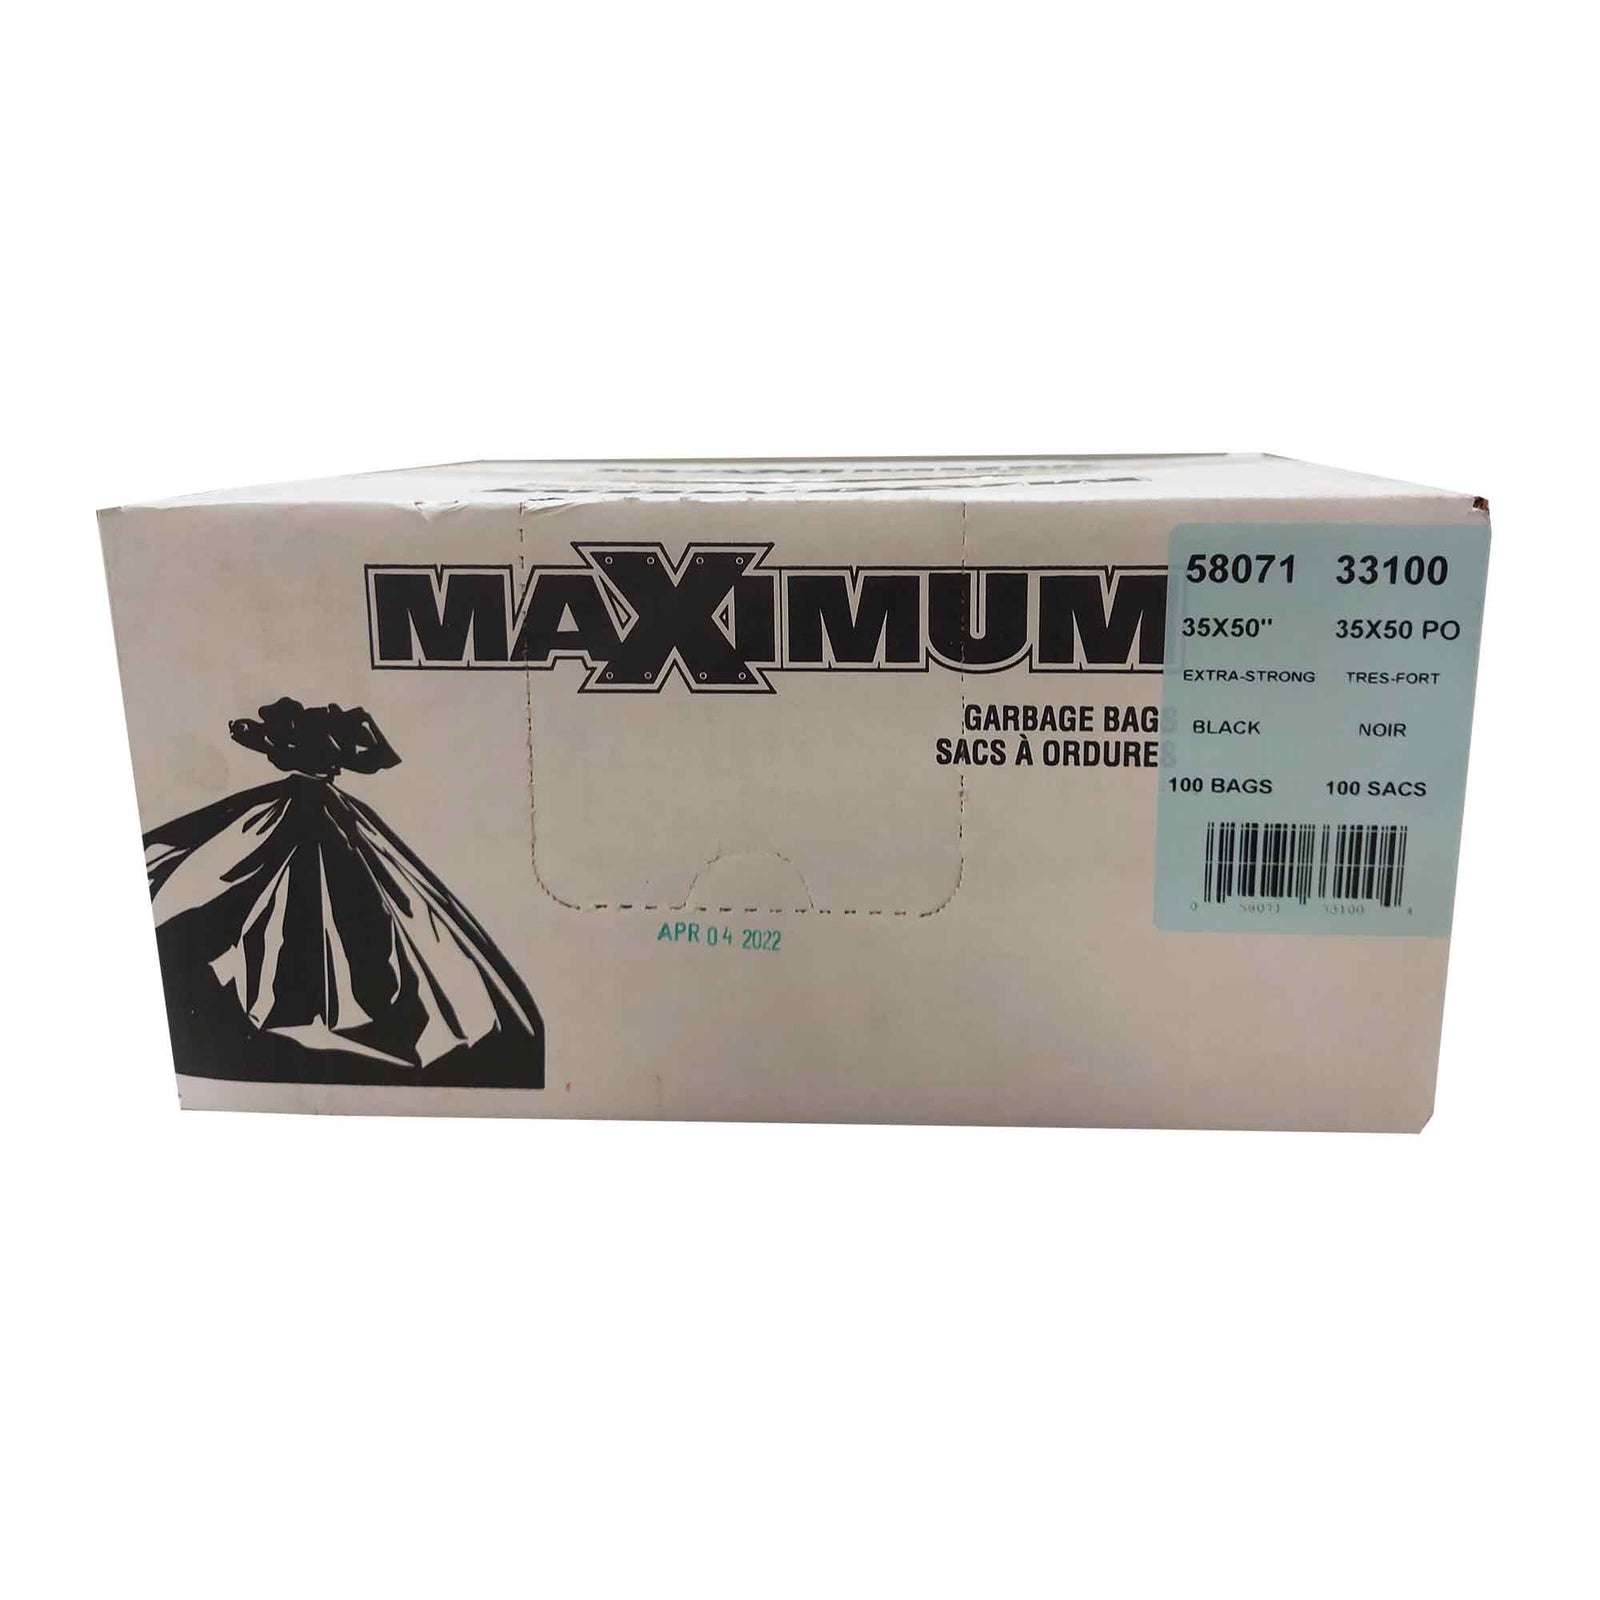 MAXIMUM
GARBAGE BAGS
SACS À ORDURES
58071 33100
35X50" 35X50 PO
EXTRA-STRONG TRES-FORT
BLACK NOIR
100 BAGS 100 SACS
0 58071 33100 4
APR 04 2022